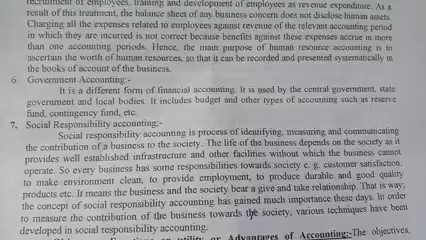 recruitment of employees, training and development of employees as revenue expenditure. As a
result of this treatment, the balance sheet of any business concern does not disclose human assets.
Charging all the expenses related to employees against revenue of the relevant accounting period
in which they are incurred is not correct because benefits against these expenses accrue in more
than one accounting periods. Hence, the main purpose of human resource accounting is to
ascertain the worth of human resources, so that it can be recorded and presented systematically in
the books of account of the business.
6. Government Accounting:-
It is a different form of financial accounting. It is used by the central government, state
government and local bodies. It includes budget and other types of accounting such as reserve
fund, contingency fund, etc.
7. Social Responsibility accounting:-
Social responsibility accounting is process of identifying, measuring and communicating
the contribution of a business to the society. The life of the business depends on the society as it
provides well established infrastructure and other facilities without which the business cannot
operate. So every business has some responsibilities towards society e. g. customer satisfaction,
to make environment clean, to provide employment, to produce durable and good quality
products etc. It means the business and the society bear a give and take relationship. That is way;
the concept of social responsibility accounting has gained much importance these days. In order
to measure the contribution of the business towards the society, various techniques have been
developed in social responsibility accounting.
or Advantages of Accounting:-The objectives,